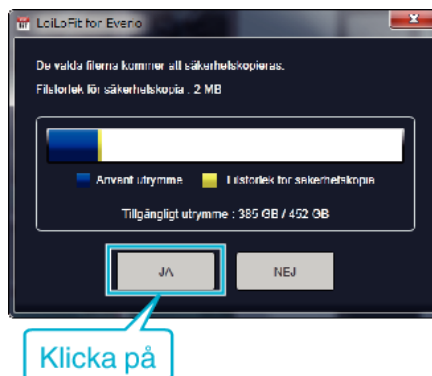 LoiLoFit for Everio
De valda filerna kommer att säkerhetskopieras.
Filstorlek för säkerhetskopia : 2 MB
Använt utrymme
Filstorlek för säkerhetskopia
Tillgängligt utrymme : 385 GB / 452 GB
JA
NEJ
Klicka på